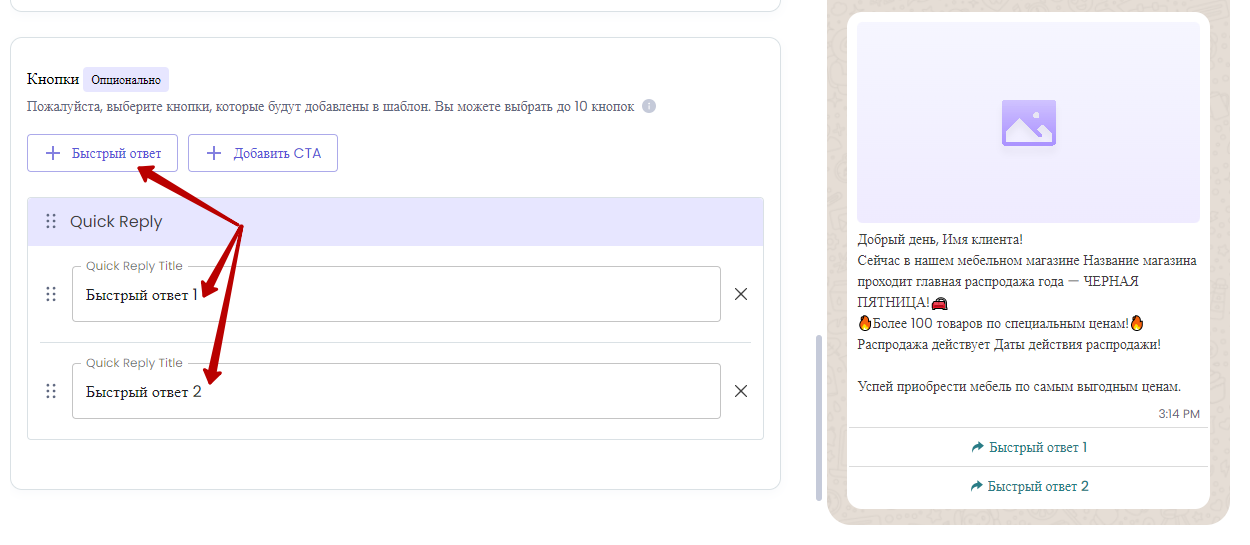 Кнопки Опционально
Пожалуйста, выберите кнопки, которые будут добавлены в шаблон. Вы можете выбрать до 10 кнопок
Быстрый ответ
Добавить CTA
Quick Reply
Quick Reply Title
Быстрый ответ 1
Quick Reply Title
Быстрый ответ 2
Добрый день, Имя клиента!
Сейчас в нашем мебельном магазине Название магазина
проходит главная распродажа года — ЧЕРНАЯ
ПЯТНИЦА!🚘
🔥Более 100 товаров по специальным ценам!🔥
Распродажа действует Даты действия распродажи!
Успей приобрести мебель по самым выгодным ценам.
3:14 PM
Быстрый ответ 1
Быстрый ответ 2